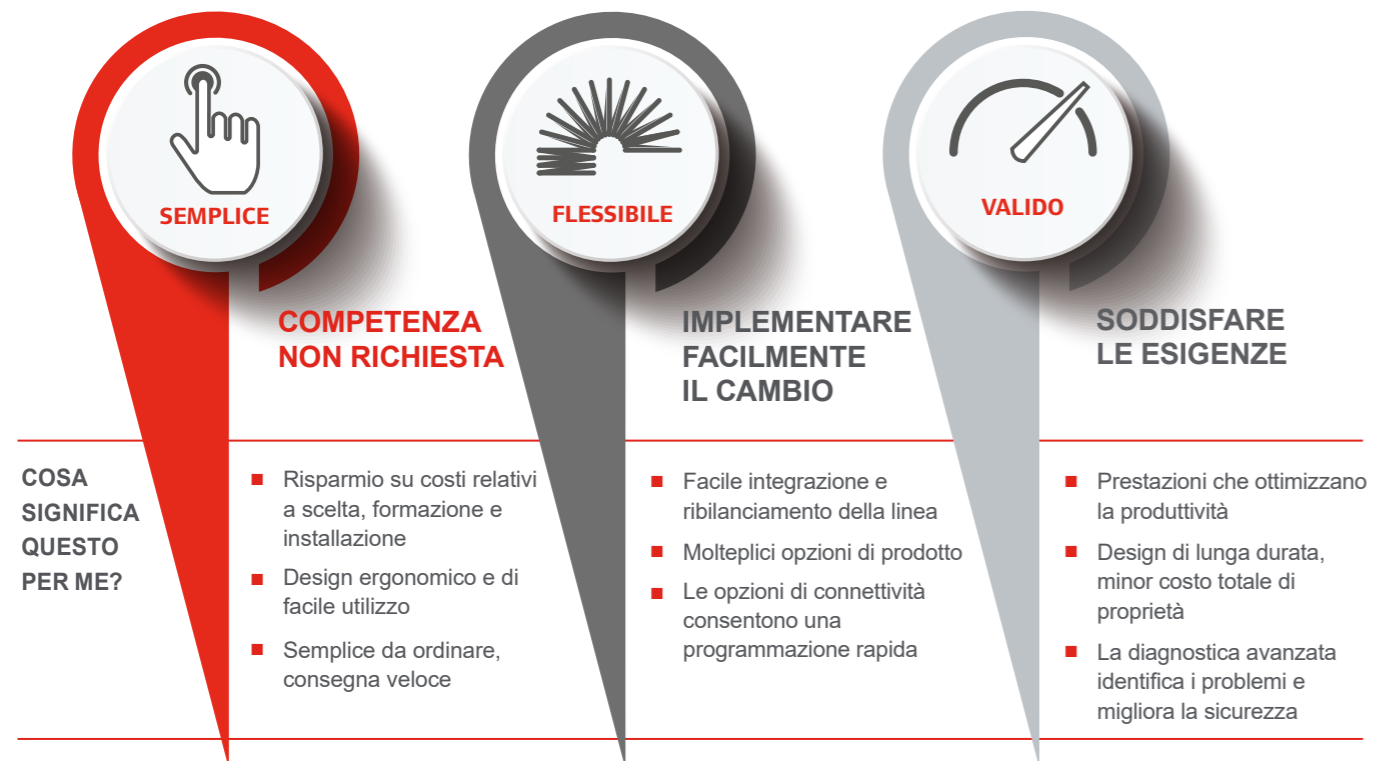 SEMPLICE
COMPETENZA
NON RICHIESTA
FLESSIBILE
IMPLEMENTARE
FACILMENTE
IL CAMBIO
VALIDO
SODDISFARE
LE ESIGENZE
COSA
SIGNIFICA
QUESTO
PER ME?
Risparmio su costi relativi
a scelta, formazione e
installazione
Design ergonomico e di
facile utilizzo
Semplice da ordinare,
consegna veloce
Facile integrazione e
ribilanciamento della linea
Molteplici opzioni di prodotto
Le opzioni di connettività
consentono una
programmazione rapida
Prestazioni che ottimizzano
la produttività
Design di lunga durata,
minor costo totale di
proprietà
La diagnostica avanzata
identifica i problemi e
migliora la sicurezza